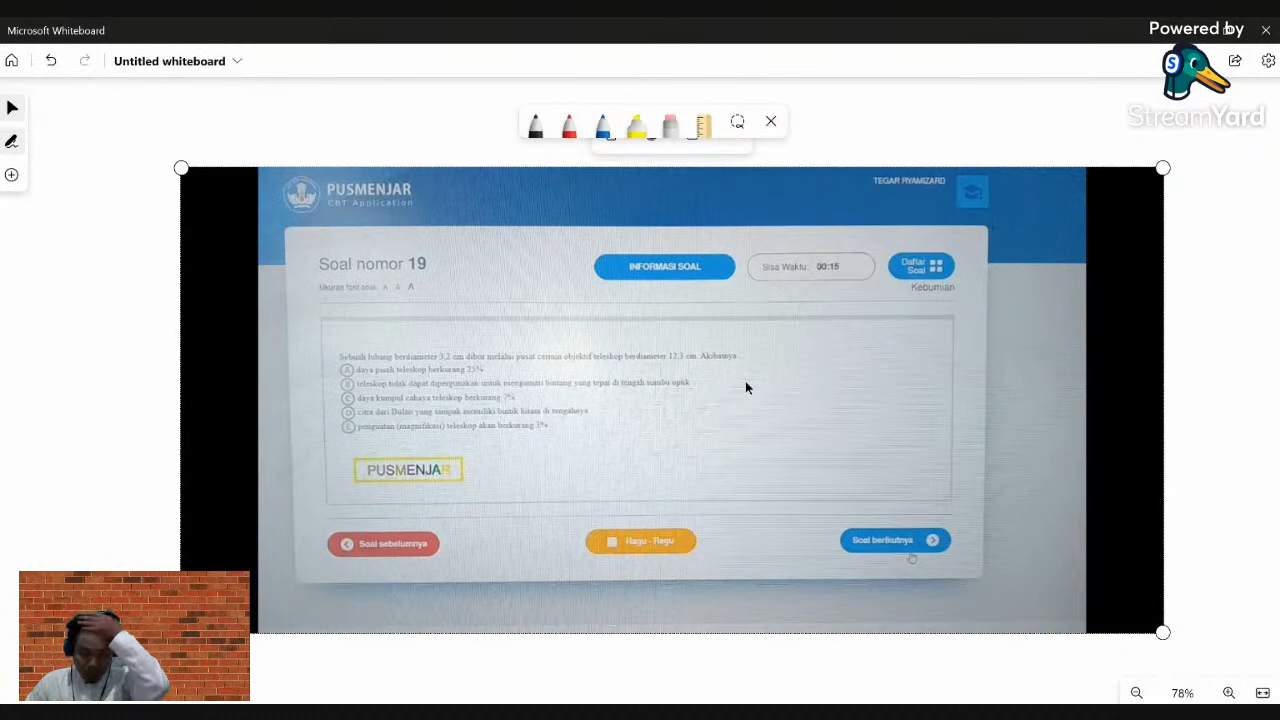 Microsoft Whiteboard
Powered by
Untitled whiteboard
StreamYard
PUSMENJAR
CBT Application
TEGAR RYAMIZARD
Soal nomor 19
INFORMASI SOAL
Sisa Waktu: 00:15
Daftar Soal
Ukuran font soal: A A A
Kebumian
Sebuah lubang berdiameter 3,2 cm dibor melalui pusat cermin objektif teleskop berdiameter 12,3 cm. Akibatnya ...
A daya pisah teleskop berkurang 25%
B teleskop tidak dapat dipergunakan untuk mengamati bintang yang tepat di tengah sumbu optik
C daya kumpul cahaya teleskop berkurang 7%
D citra dari Bulan yang tampak memiliki bintik hitam di tengahnya
E penguatan (magnifikasi) teleskop akan berkurang 3%
PUSMENJAR
Soal sebelumnya
Ragu - Ragu
Soal berikutnya
78%